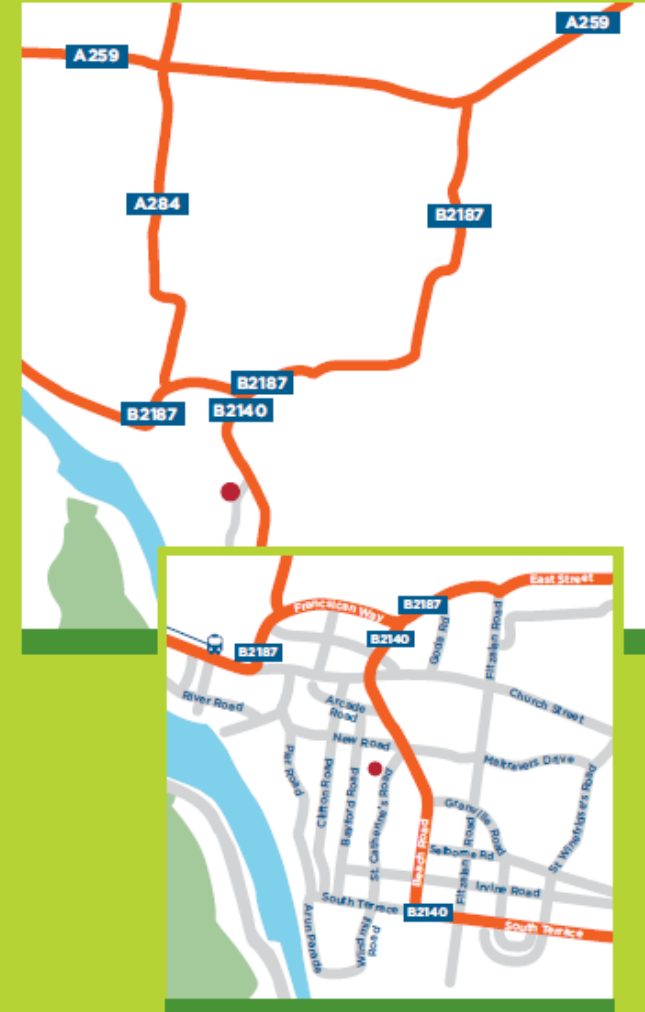 A259
A259
A284
B2187
B2187
B2187
B2140
East Street
B2187
Franciscan Way
B2140
Goda Rd
Fitzalan Road
B2187
River Road
Arcade
Road
Church Street
New Road
Pier Road
Maltravers Drive
Clifton Road
Bayford Road
St. Catherine's Road
St Winefride's Road
Granville Road
Beach Road
Fitzalan Road
Selborne Rd
Irvine Road
South Terrace
B2140
South Terrace
Arun Parade
Windmill
Road